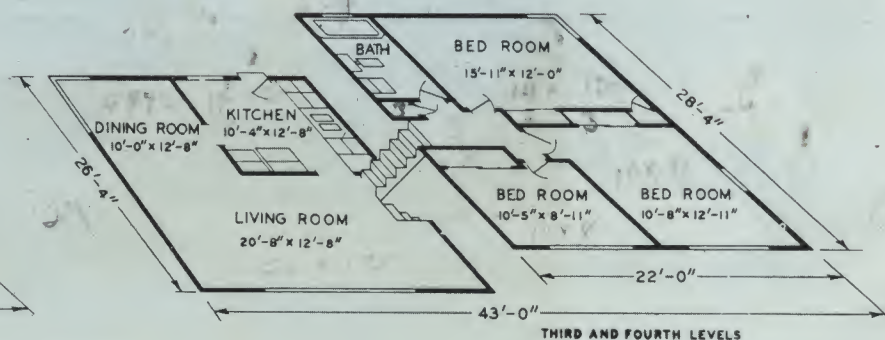 BATH
BED ROOM
15'-11" x 12'-0"
KITCHEN
10'-4" x 12'-8"
DINING ROOM
10'-0" x 12'-8"
28'-4"
26'-4"
LIVING ROOM
20'-8" x 12'-8"
BED ROOM
10'-5" x 8'-11"
BED ROOM
10'-8" x 12'-11"
22'-0"
43'-0"
THIRD AND FOURTH LEVELS